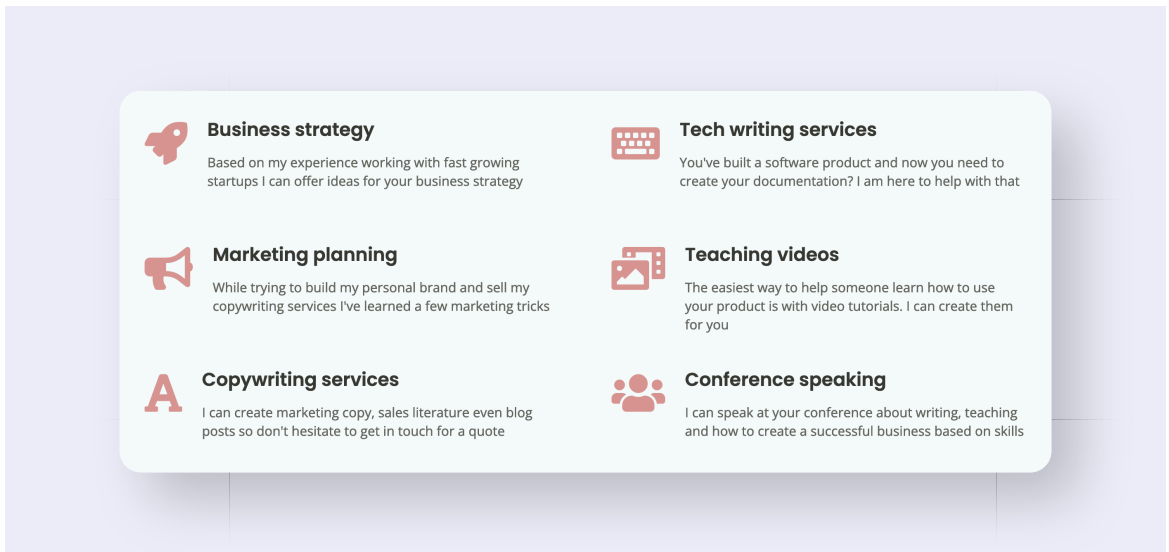 Business strategy
Based on my experience working with fast growing
startups I can offer ideas for your business strategy
Tech writing services
You've built a software product and now you need to
create your documentation? I am here to help with that
Marketing planning
While trying to build my personal brand and sell my
copywriting services I've learned a few marketing tricks
Teaching videos
The easiest way to help someone learn how to use
your product is with video tutorials. I can create them
for you
Copywriting services
I can create marketing copy, sales literature even blog
posts so don't hesitate to get in touch for a quote
Conference speaking
I can speak at your conference about writing, teaching
and how to create a successful business based on skills